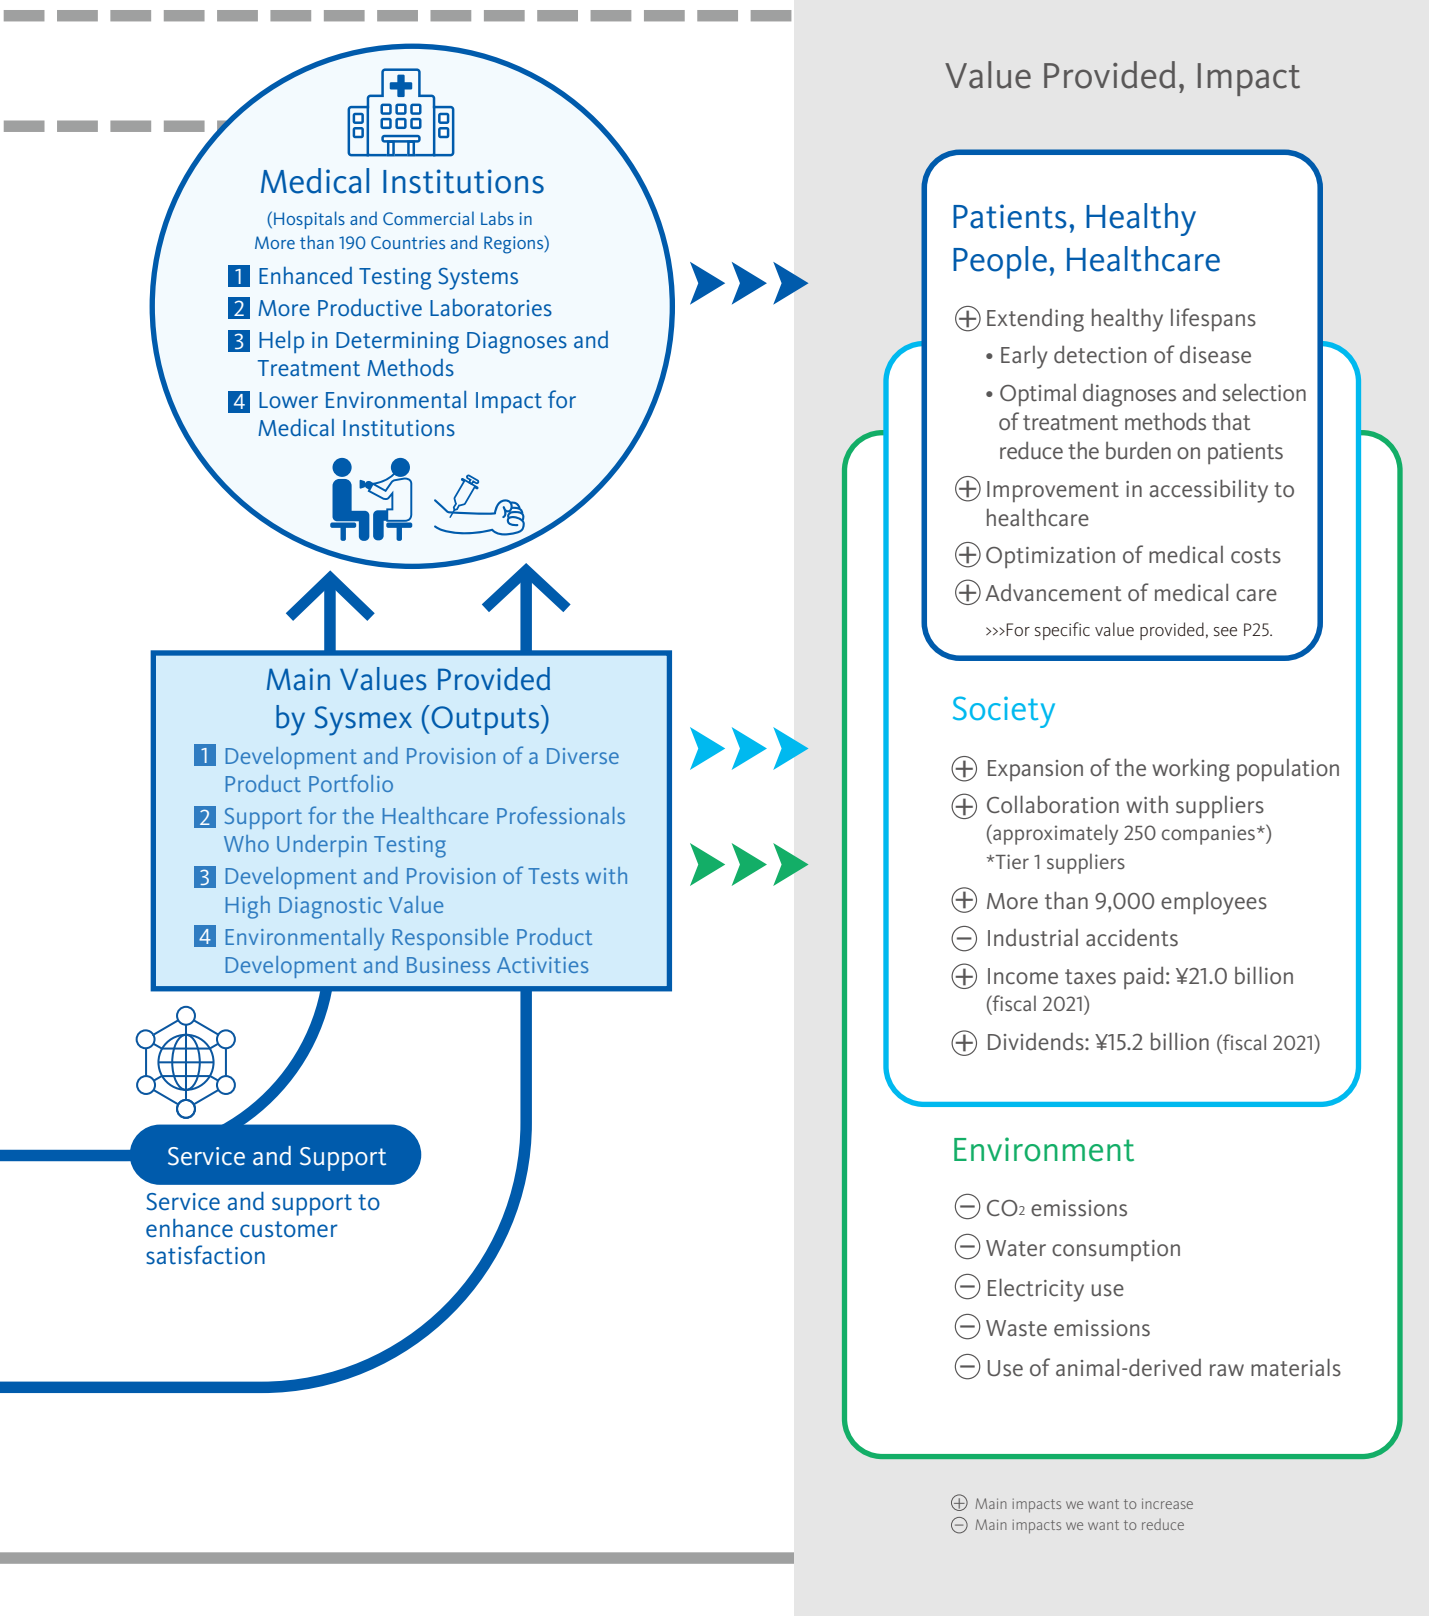 Medical Institutions
(Hospitals and Commercial Labs in
More than 190 Countries and Regions)
1 Enhanced Testing Systems
2 More Productive Laboratories
3 Help in Determining Diagnoses and
Treatment Methods
4 Lower Environmental Impact for
Medical Institutions
Main Values Provided
by Sysmex (Outputs)
1 Development and Provision of a Diverse
Product Portfolio
2 Support for the Healthcare Professionals
Who Underpin Testing
3 Development and Provision of Tests with
High Diagnostic Value
4 Environmentally Responsible Product
Development and Business Activities
Service and Support
Service and support to
enhance customer
satisfaction
Value Provided, Impact
Patients, Healthy
People, Healthcare
⊕ Extending healthy lifespans
• Early detection of disease
• Optimal diagnoses and selection
of treatment methods that
reduce the burden on patients
⊕ Improvement in accessibility to
healthcare
⊕ Optimization of medical costs
⊕ Advancement of medical care
>>>For specific value provided, see P25.
Society
⊕ Expansion of the working population
⊕ Collaboration with suppliers
(approximately 250 companies*)
*Tier 1 suppliers
⊕ More than 9,000 employees
⊖ Industrial accidents
⊕ Income taxes paid: ¥21.0 billion
(fiscal 2021)
⊕ Dividends: ¥15.2 billion (fiscal 2021)
Environment
⊖ CO₂ emissions
⊖ Water consumption
⊖ Electricity use
⊖ Waste emissions
⊖ Use of animal-derived raw materials
⊕ Main impacts we want to increase
⊖ Main impacts we want to reduce